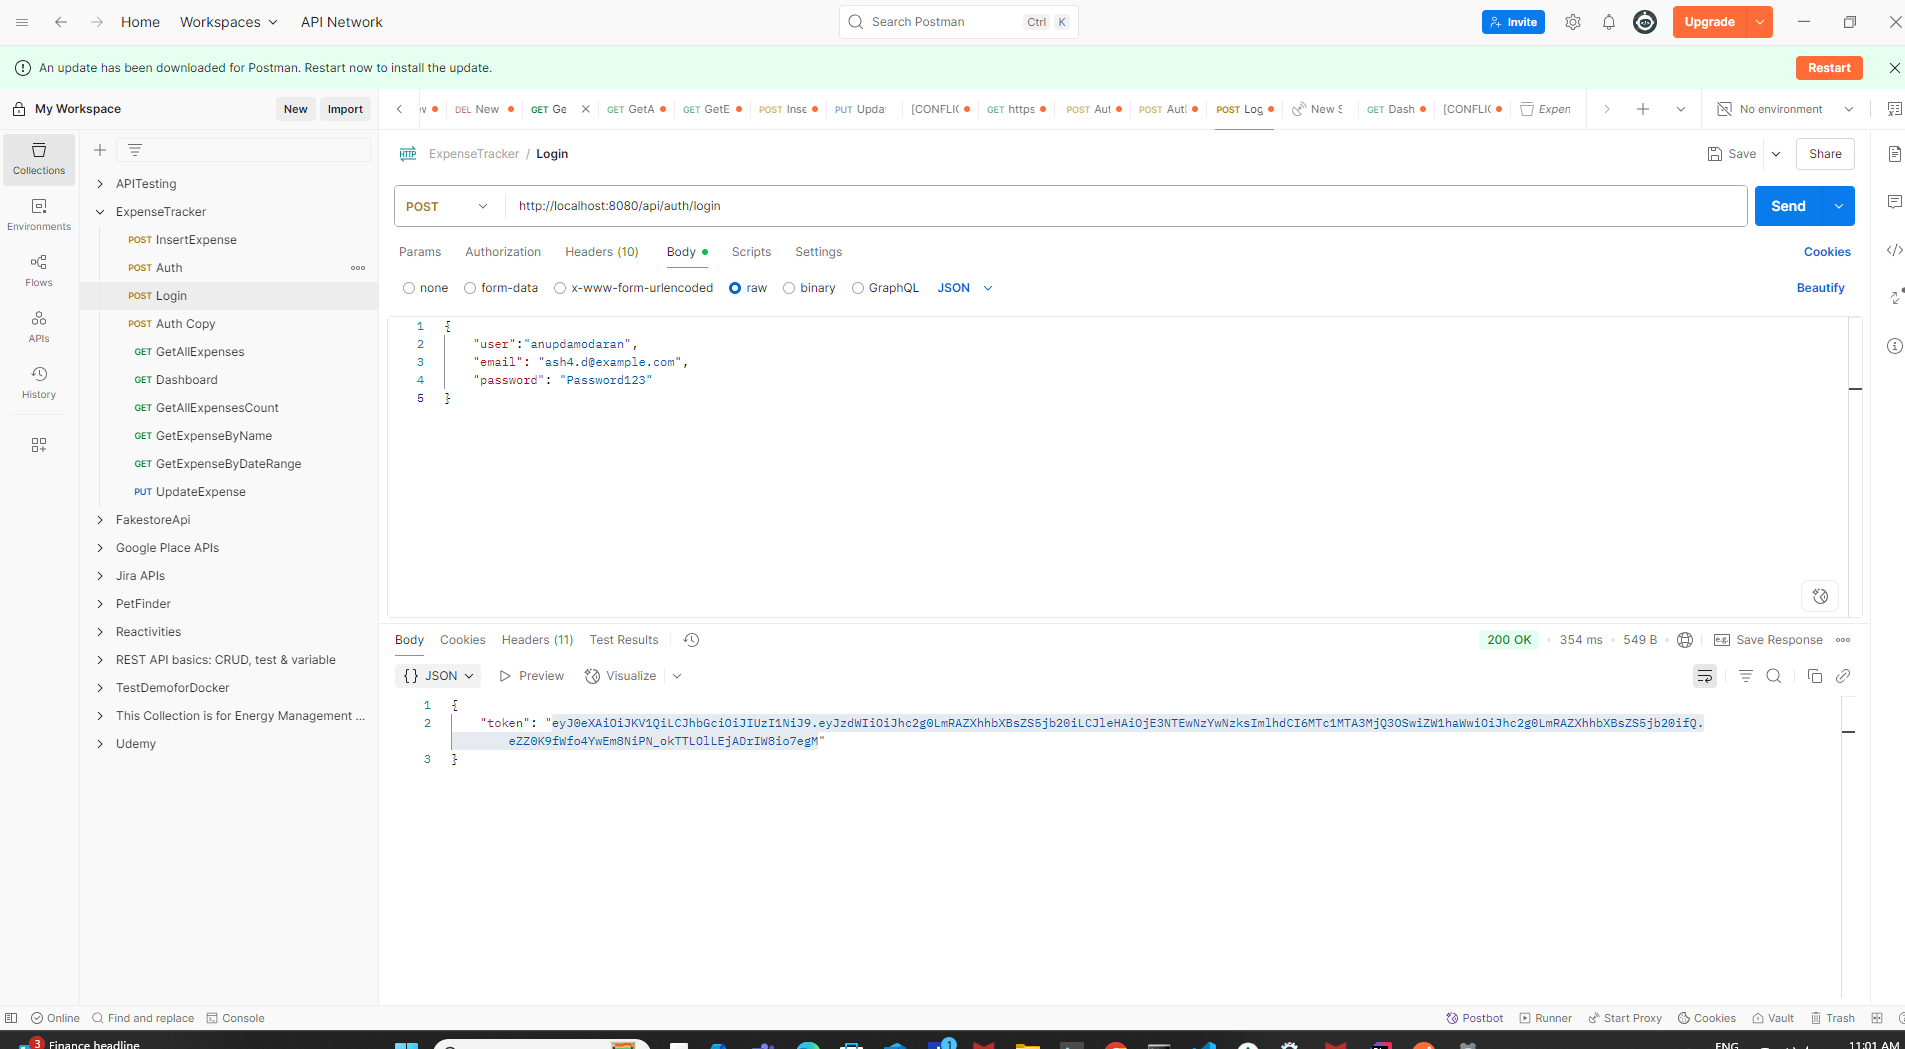 Home
Workspaces
API Network
Search Postman
Ctrl
K
Invite
Upgrade
An update has been downloaded for Postman. Restart now to install the update.
Restart
My Workspace
New
Import
DEL New
GET Ge
GET GetA
GET GetE
POST Inse
PUT Upda
[CONFLIC
GET https
POST Aut
POST Aut
POST Log
New S
GET Dash
[CONFLIC
Expen
No environment
Collections
Environments
Flows
APIs
History
APITesting
ExpenseTracker
POST InsertExpense
POST Auth
POST Login
POST Auth Copy
GET GetAllExpenses
GET Dashboard
GET GetAllExpensesCount
GET GetExpenseByName
GET GetExpenseByDateRange
PUT UpdateExpense
FakestoreApi
Google Place APIs
Jira APIs
PetFinder
Reactivities
REST API basics: CRUD, test & variable
TestDemoforDocker
This Collection is for Energy Management ...
Udemy
HTTP
ExpenseTracker / Login
Save
Share
POST
http://localhost:8080/api/auth/login
Send
Params
Authorization
Headers (10)
Body
Scripts
Settings
Cookies
none
form-data
x-www-form-urlencoded
raw
binary
GraphQL
JSON
Beautify
1 {
2 "user":"anupdamodaran",
3 "email": "ash4.d@example.com",
4 "password": "Password123"
5 }
Body
Cookies
Headers (11)
Test Results
200 OK
354 ms
549 B
e.g.
Save Response
{} JSON
Preview
Visualize
1 {
2 "token": "eyJ0eXAiOiJKV1QiLCJhbGciOiJIUzI1NiJ9.eyJzdWIiOiJhc2g0LmRAZXhhbXBsZS5jb20iLCJleHAiOjE3NTEwNzYwNzksImlhdCI6MTc1MTA3MjQ3OSwiZW1haWwiOiJhc2g0LmRAZXhhbXBsZS5jb20ifQ.
eZZ0K9fWfo4YwEm8NiPN_okTTLOlLEjADrIW8io7egM"
3 }
Online
Find and replace
Console
Postbot
Runner
Start Proxy
Cookies
Vault
Trash
3
Finance headline
1
ENG
11:01 AM